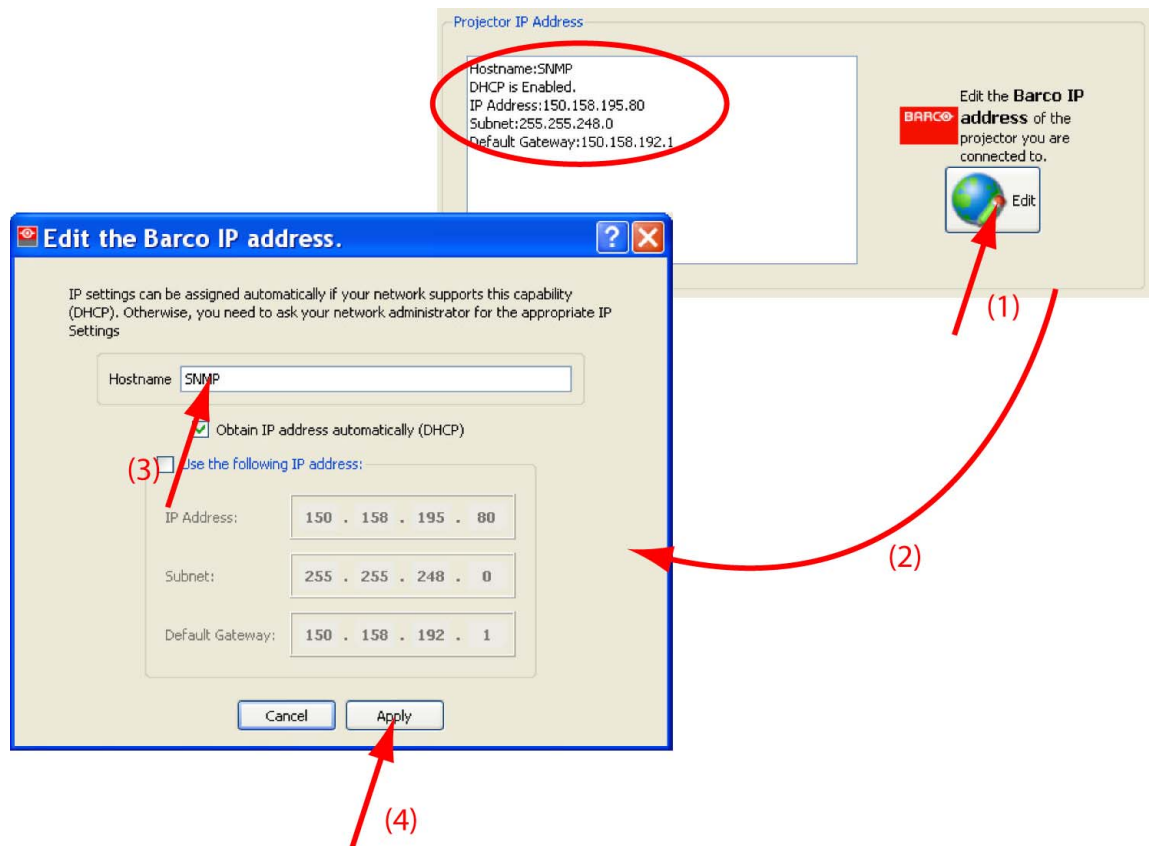 Projector IP Address
Hostname:SNMP
DHCP is Enabled.
IP Address:150.158.195.80
Subnet:255.255.248.0
Default Gateway:150.158.192.1
BARCO
Edit the Barco IP
address of the
projector you are
connected to.
Edit
(1)
(2)
Edit the Barco IP address.
IP settings can be assigned automatically if your network supports this capability
(DHCP). Otherwise, you need to ask your network administrator for the appropriate IP
Settings
Hostname SNMP
Obtain IP address automatically (DHCP)
(3)
Use the following IP address:
IP Address: 150 . 158 . 195 . 80
Subnet: 255 . 255 . 248 . 0
Default Gateway: 150 . 158 . 192 . 1
Cancel Apply
(4)